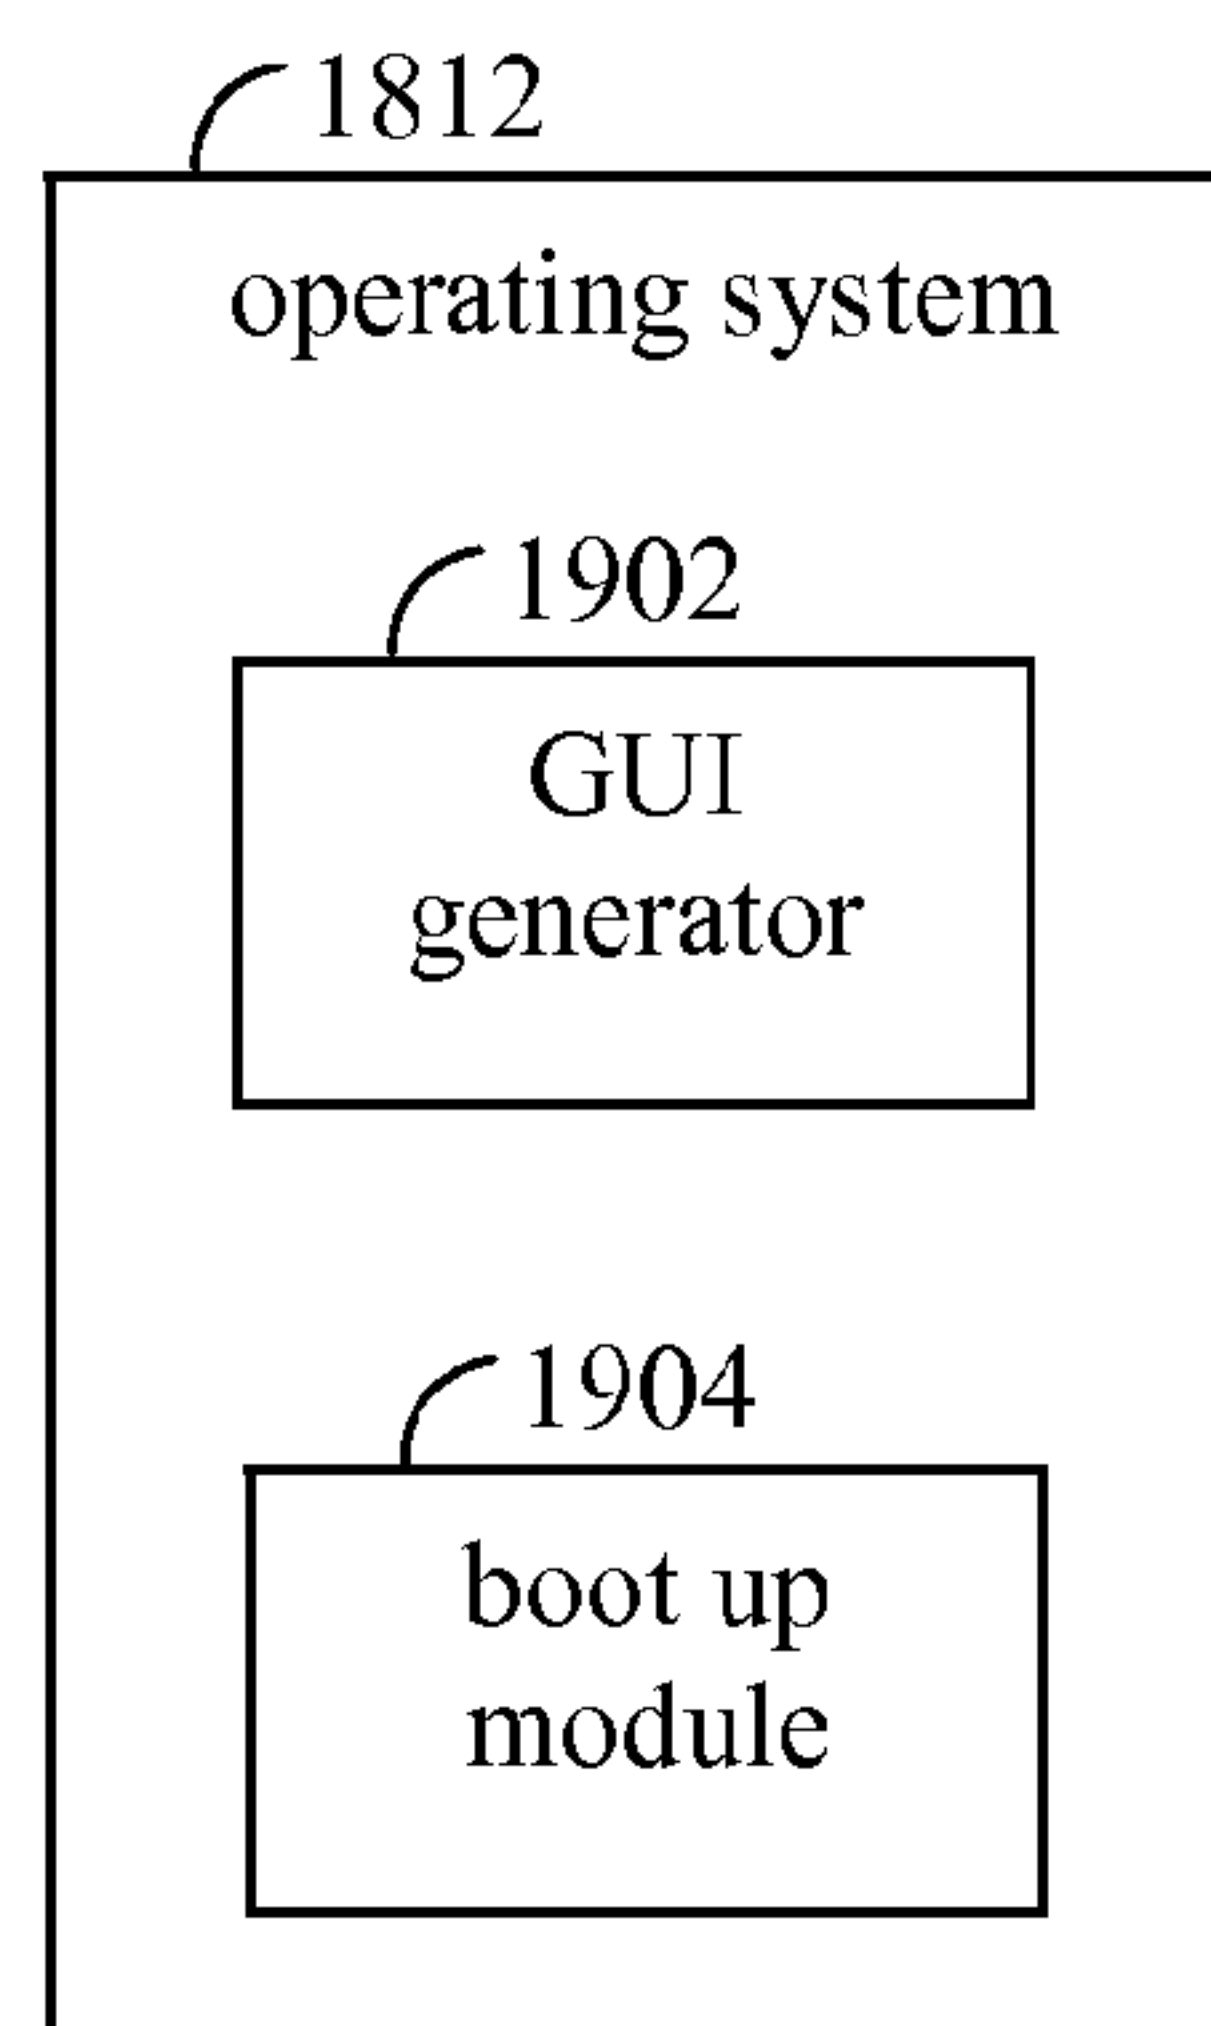 1812
operating system
1902
GUI
generator
1904
boot up
module